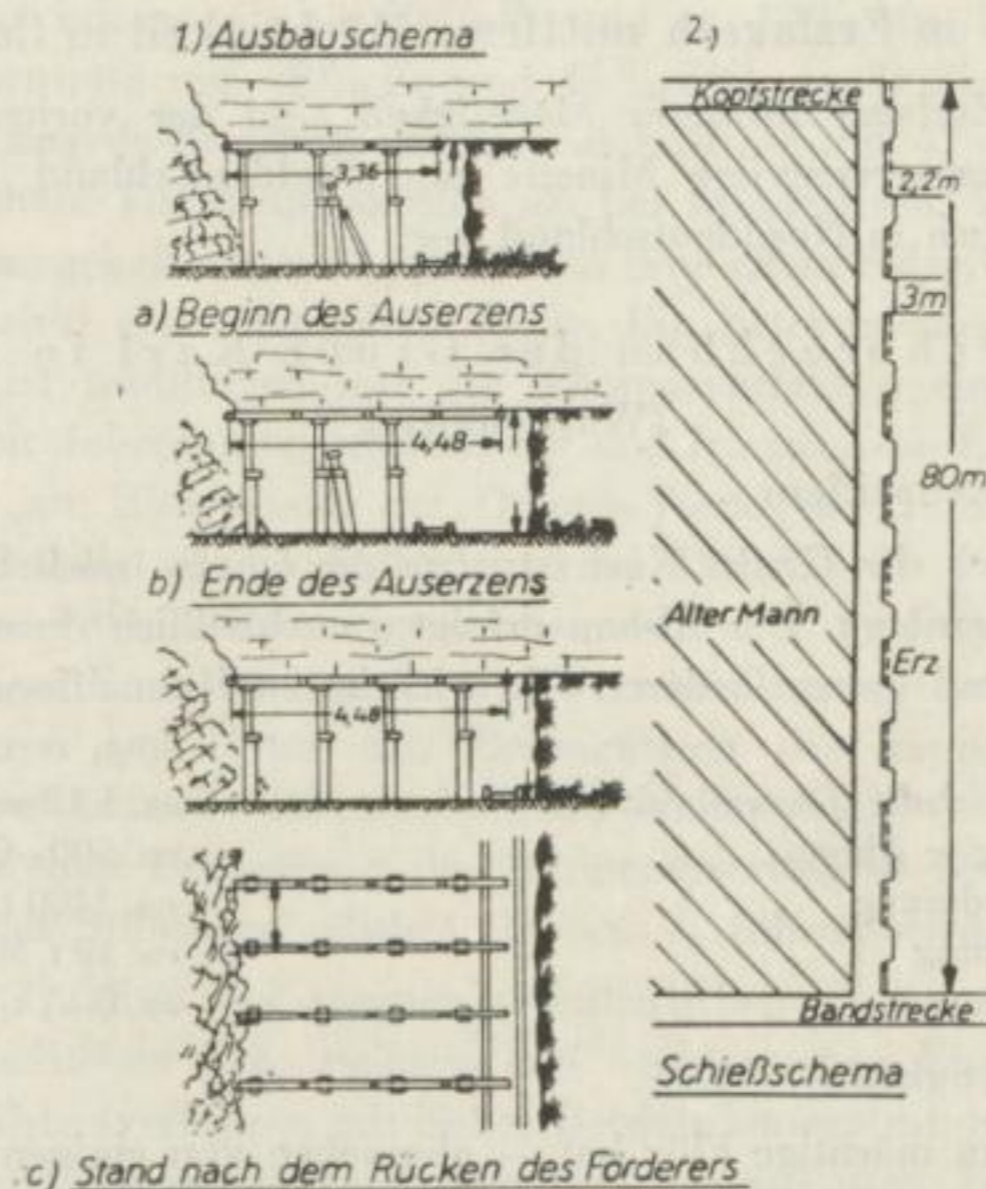 1.) Ausbauschema
3,36
a) Beginn des Auserzens
4,48
b) Ende des Auserzens
4,48
c) Stand nach dem Rücken des Förderers
2.)
Kopfstrecke
2,2m
3m
80m
Alter Mann
Erz
Bandstrecke
Schießschema